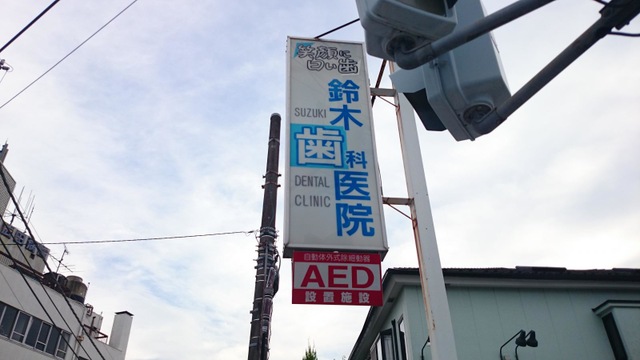 笑顔に
白い歯
鈴木
SUZUKI
歯科
医院
DENTAL
CLINIC
自動体外式除細動器
AED
設置施設